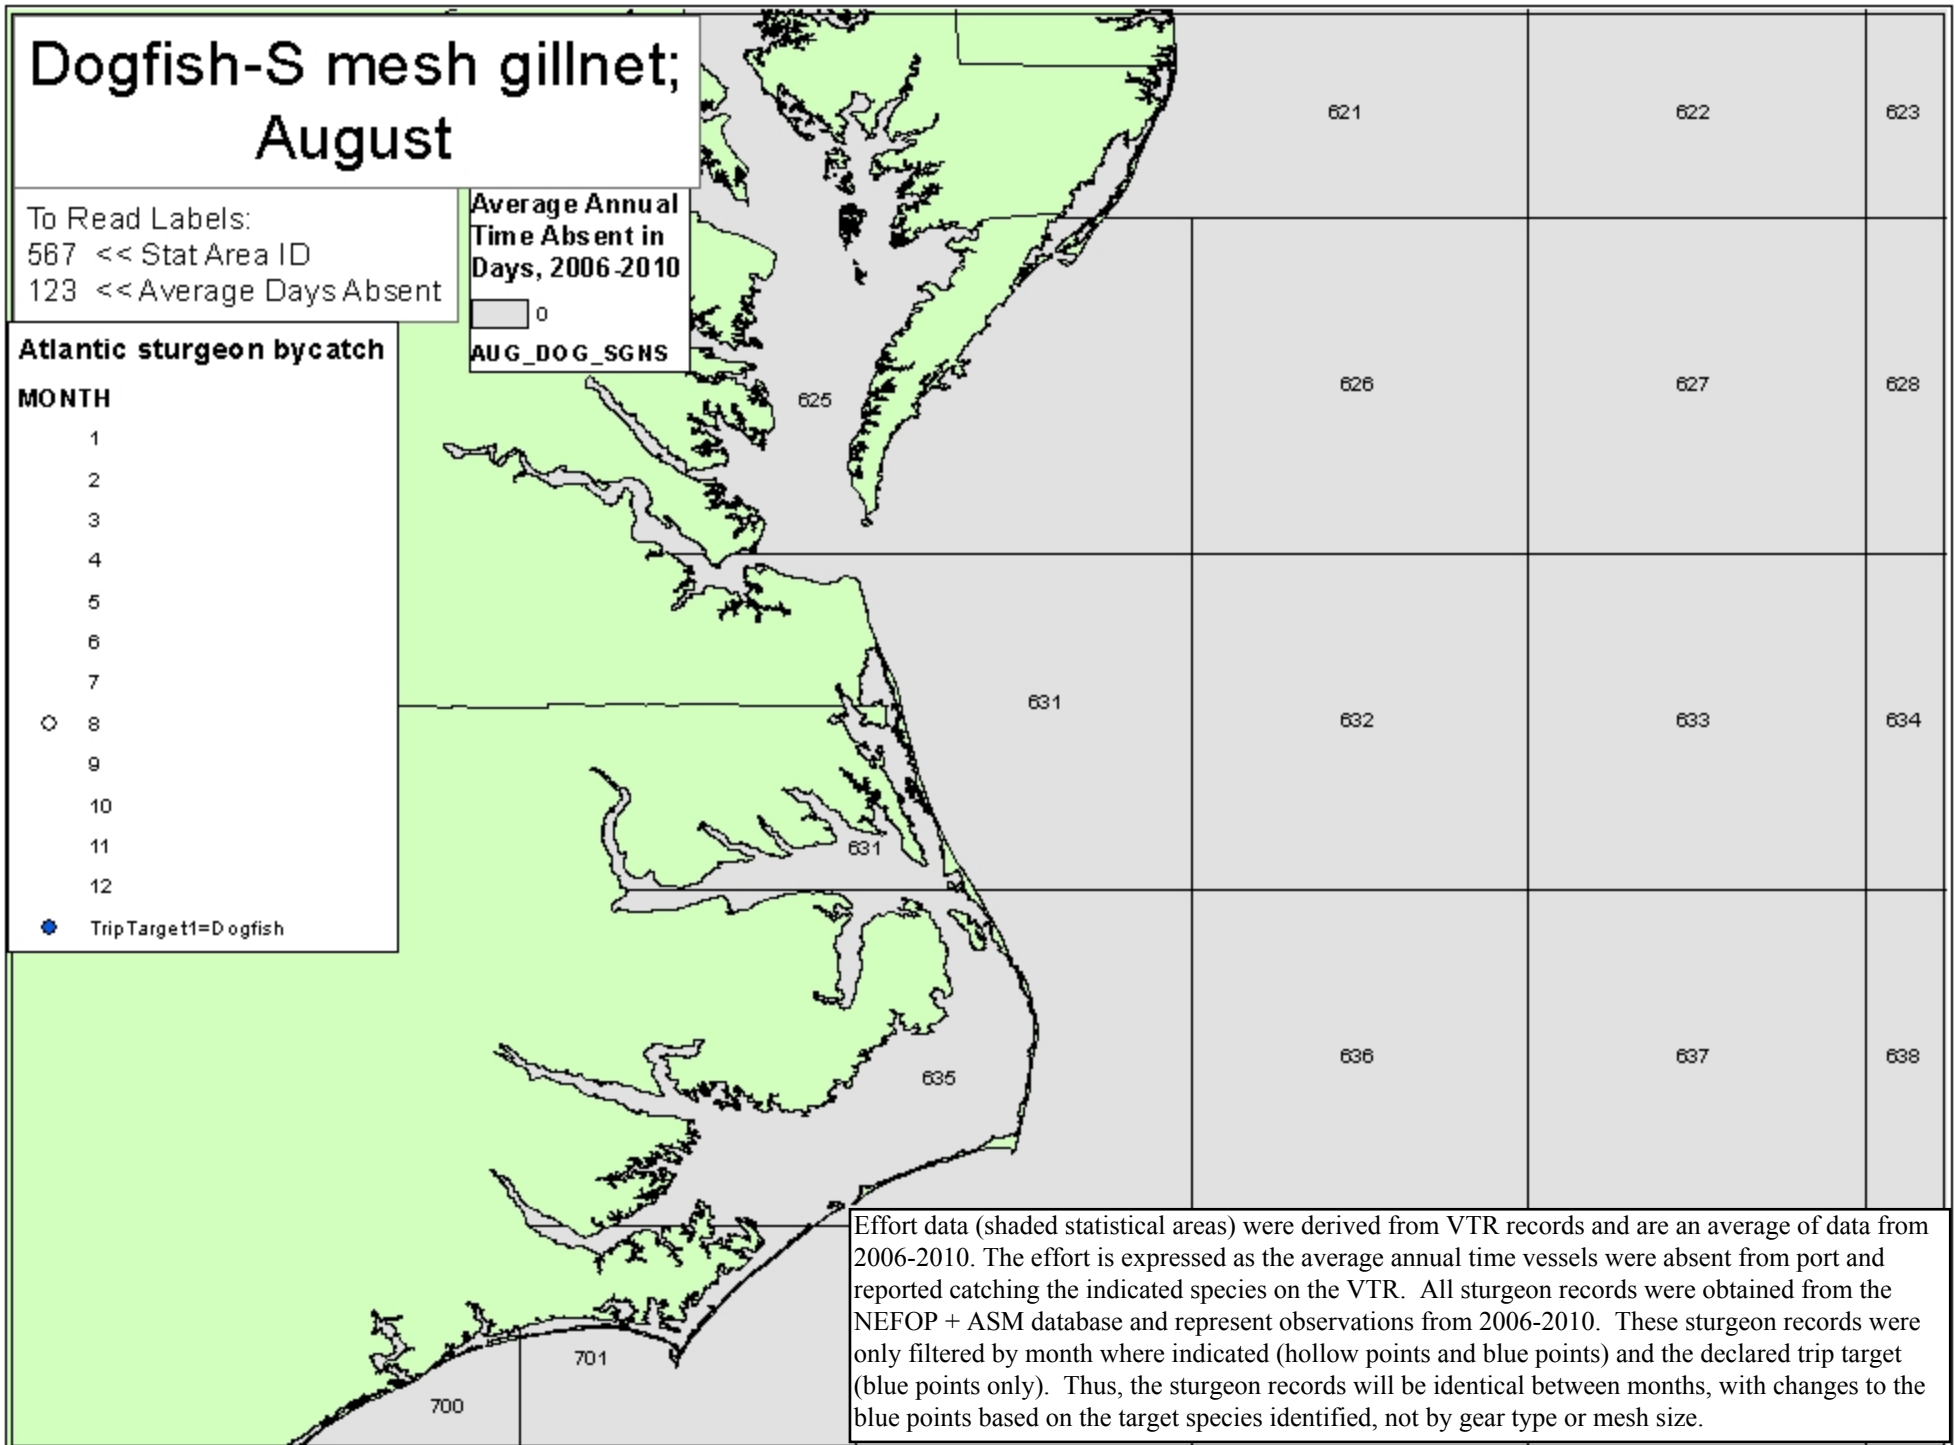 Dogfish-S mesh gillnet;
August
To Read Labels:
567 << Stat Area ID
123 << Average Days Absent
Average Annual
Time Absent in
Days, 2006-2010
0
AUG_DOG_SGNS
Atlantic sturgeon bycatch
MONTH
1
2
3
4
5
6
7
8
9
10
11
12
TripTarget1=Dogfish
621
622
623
625
626
627
628
631
632
633
634
631
635
636
637
638
701
700
Effort data (shaded statistical areas) were derived from VTR records and are an average of data from
2006-2010. The effort is expressed as the average annual time vessels were absent from port and
reported catching the indicated species on the VTR. All sturgeon records were obtained from the
NEFOP + ASM database and represent observations from 2006-2010. These sturgeon records were
only filtered by month where indicated (hollow points and blue points) and the declared trip target
(blue points only). Thus, the sturgeon records will be identical between months, with changes to the
blue points based on the target species identified, not by gear type or mesh size.